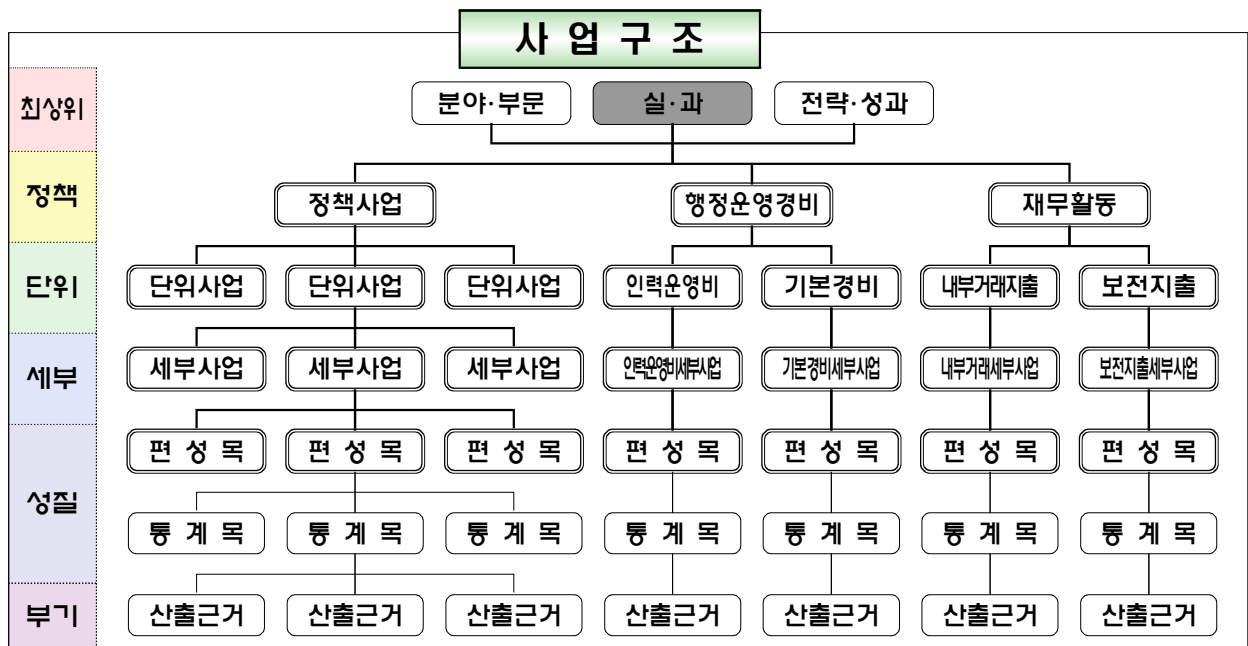 사 업 구 조
최상위
분야·부문 실·과 전략·성과
정책
정책사업 행정운영경비 재무활동
단위
단위사업 단위사업 단위사업 인력운영비 기본경비 내부거래지출 보전지출
세부
세부사업 세부사업 세부사업 인력운영비세부사업 기본경비세부사업 내부거래세부사업 보전지출세부사업
성질
편 성 목 편 성 목 편 성 목 편 성 목 편 성 목 편 성 목 편 성 목
통 계 목 통 계 목 통 계 목 통 계 목 통 계 목 통 계 목 통 계 목
부기
산출근거 산출근거 산출근거 산출근거 산출근거 산출근거 산출근거